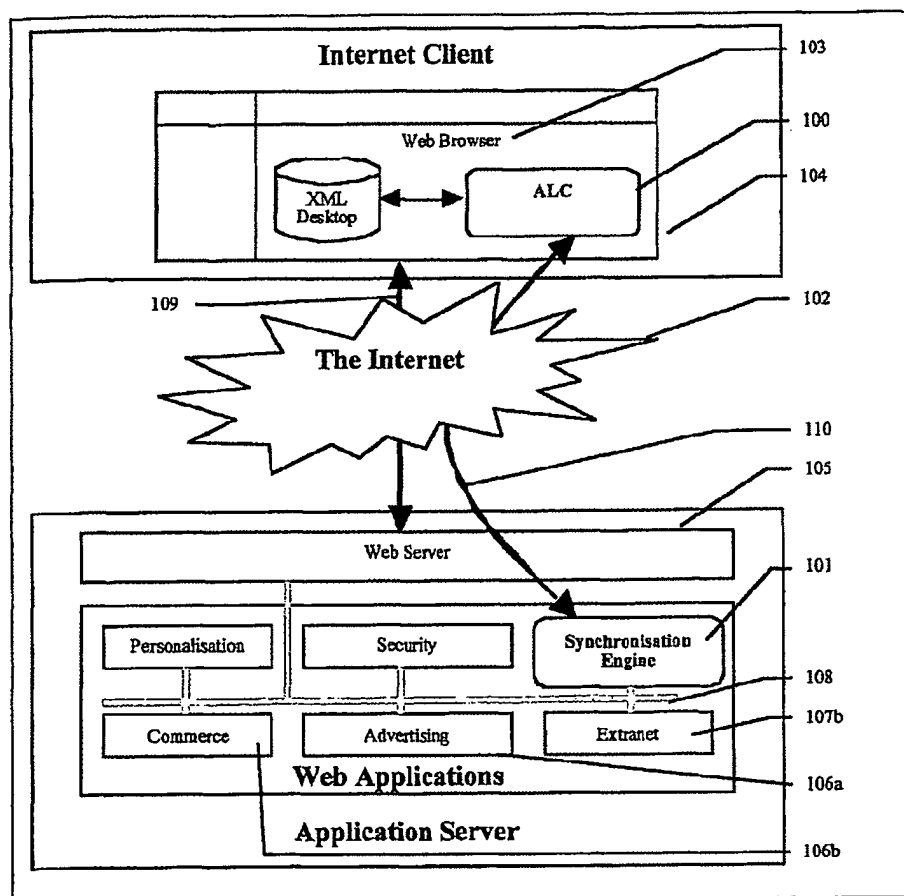 Internet Client
103
Web Browser
100
XML
Desktop
ALC
104
109
102
The Internet
110
105
Web Server
101
Personalisation
Security
Synchronisation
Engine
108
107b
Commerce
Advertising
Extranet
Web Applications
106a
Application Server
106b